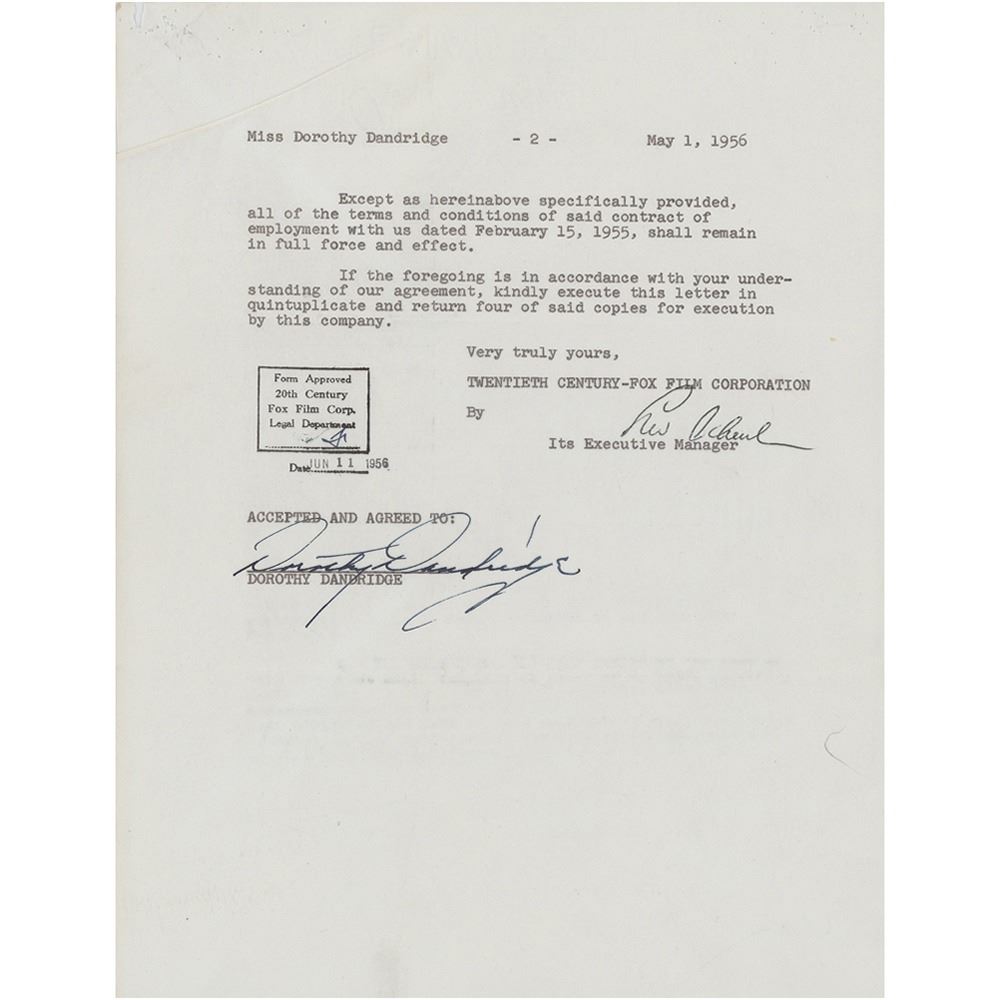 Miss Dorothy Dandridge - 2 - May 1, 1956
Except as hereinabove specifically provided,
all of the terms and conditions of said contract of
employment with us dated February 15, 1955, shall remain
in full force and effect.
If the foregoing is in accordance with your under-
standing of our agreement, kindly execute this letter in
quintuplicate and return four of said copies for execution
by this company.
Very truly yours,
TWENTIETH CENTURY-FOX FILM CORPORATION
By Lew Schreiber
Its Executive Manager
Form Approved
20th Century
Fox Film Corp.
Legal Department
Date JUN 11 1956
ACCEPTED AND AGREED TO:
Dorothy Dandridge
DOROTHY DANDRIDGE